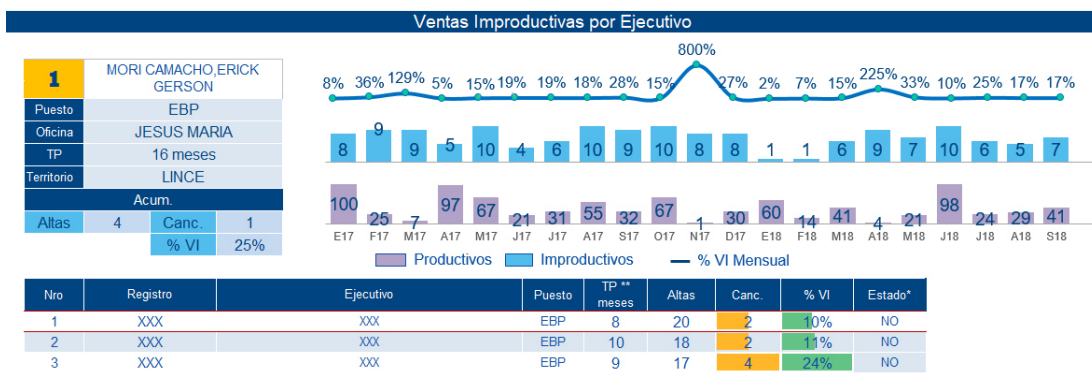 Ventas Improductivas por Ejecutivo
1 MORI CAMACHO,ERICK GERSON
Puesto EBP
Oficina JESUS MARIA
TP 16 meses
Territorio LINCE
Acum.
Altas 4 Canc. 1
% VI 25%
8% 36% 129% 5% 15% 19% 19% 18% 28% 15% 800% 27% 2% 7% 15% 225% 33% 10% 25% 17% 17%
8 9 9 5 10 4 6 10 9 10 8 8 1 1 6 9 7 10 6 5 7
100 25 7 97 67 21 31 55 32 67 1 30 60 14 41 4 21 98 24 29 41
E17 F17 M17 A17 M17 J17 J17 A17 S17 O17 N17 D17 E18 F18 M18 A18 M18 J18 J18 A18 S18
Productivos Improductivos % VI Mensual
Nro Registro Ejecutivo Puesto TP ** meses Altas Canc. % VI Estado*
1 XXX XXX EBP 8 20 2 10% NO
2 XXX XXX EBP 10 18 2 11% NO
3 XXX XXX EBP 9 17 4 24% NO